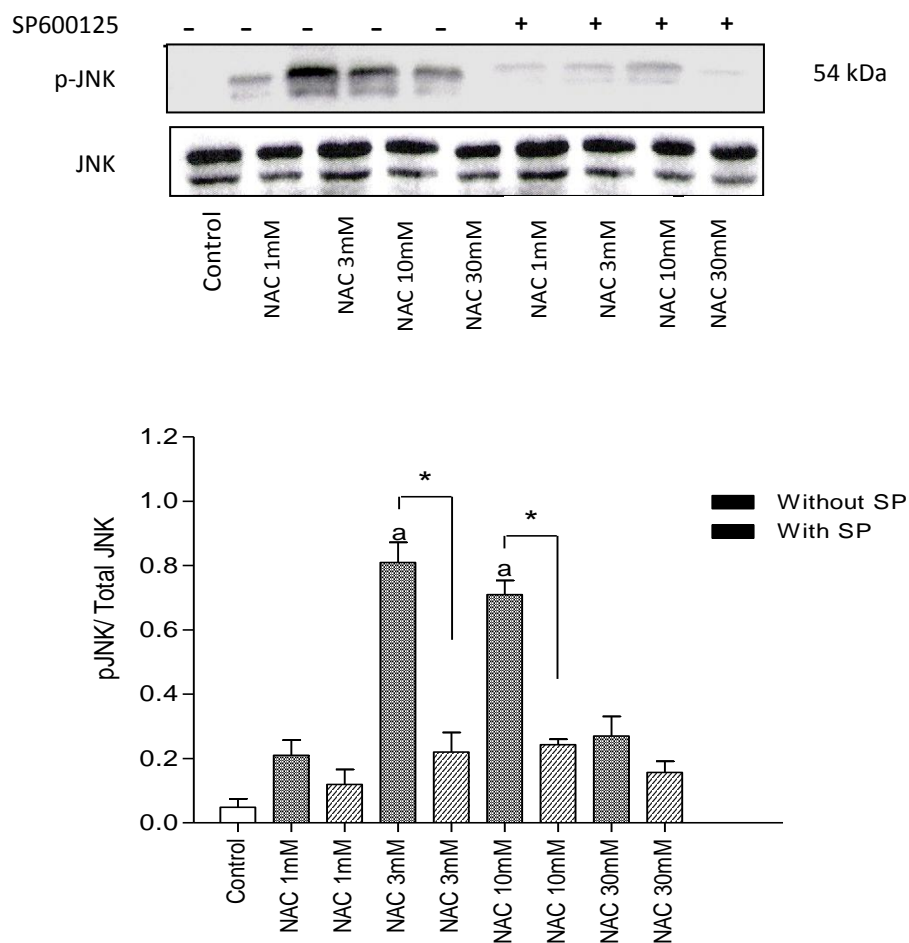 SP600125 – – – – – + + + +
p-JNK 54 kDa
JNK
Control NAC 1mM NAC 3mM NAC 10mM NAC 30mM NAC 1mM NAC 3mM NAC 10mM NAC 30mM
1.2
1.0
0.8
0.6
0.4
0.2
0.0
pJNK/ Total JNK
*
*
a
a
Without SP
With SP
Control NAC 1mM NAC 1mM NAC 3mM NAC 3mM NAC 10mM NAC 10mM NAC 30mM NAC 30mM